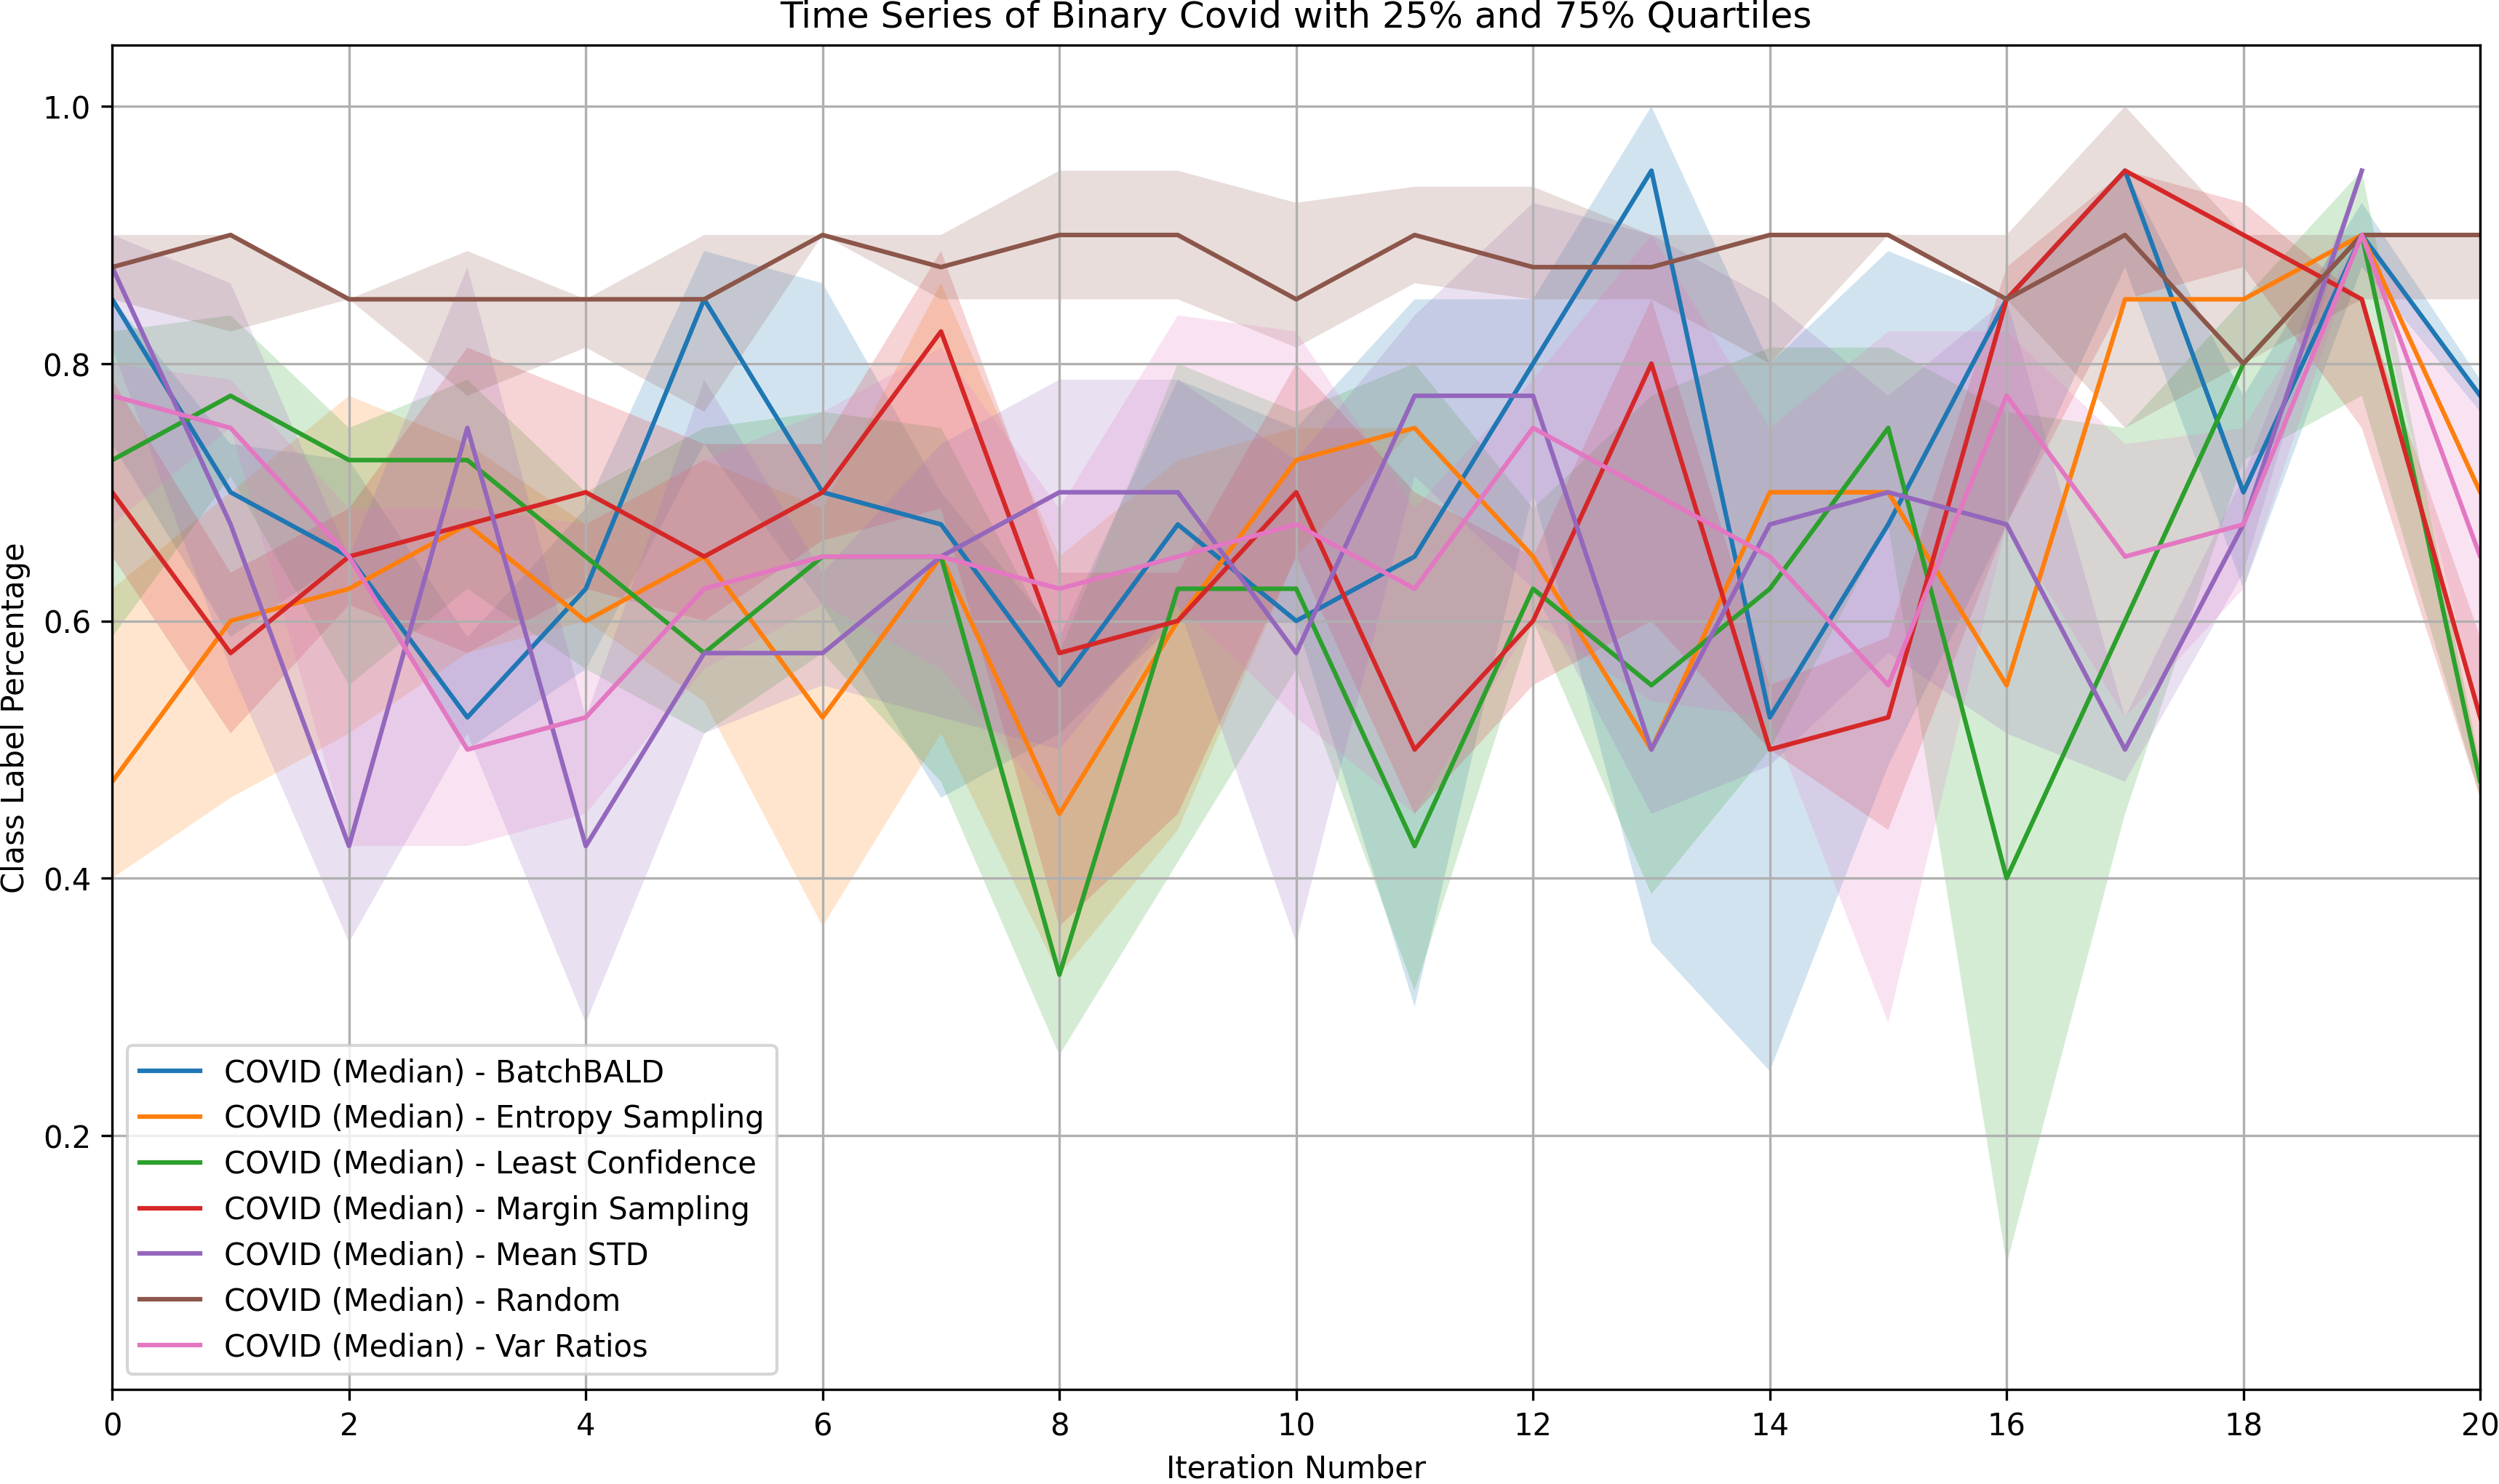 Time Series of Binary Covid with 25% and 75% Quartiles
Class Label Percentage
1.0
0.8
0.6
0.4
0.2
COVID (Median) - BatchBALD
COVID (Median) - Entropy Sampling
COVID (Median) - Least Confidence
COVID (Median) - Margin Sampling
COVID (Median) - Mean STD
COVID (Median) - Random
COVID (Median) - Var Ratios
0 2 4 6 8 10 12 14 16 18 20
Iteration Number